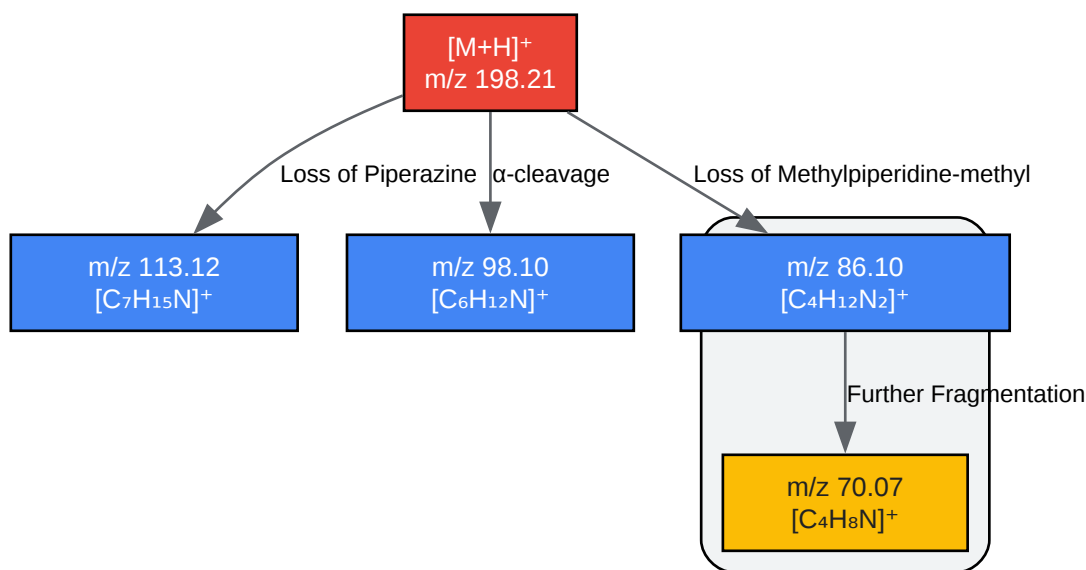 [M+H]⁺
m/z 198.21
Loss of Piperazine
α-cleavage
Loss of Methylpiperidine-methyl
m/z 113.12
[C₇H₁₅N]⁺
m/z 98.10
[C₆H₁₂N]⁺
m/z 86.10
[C₄H₁₂N₂]⁺
Further Fragmentation
m/z 70.07
[C₄H₈N]⁺